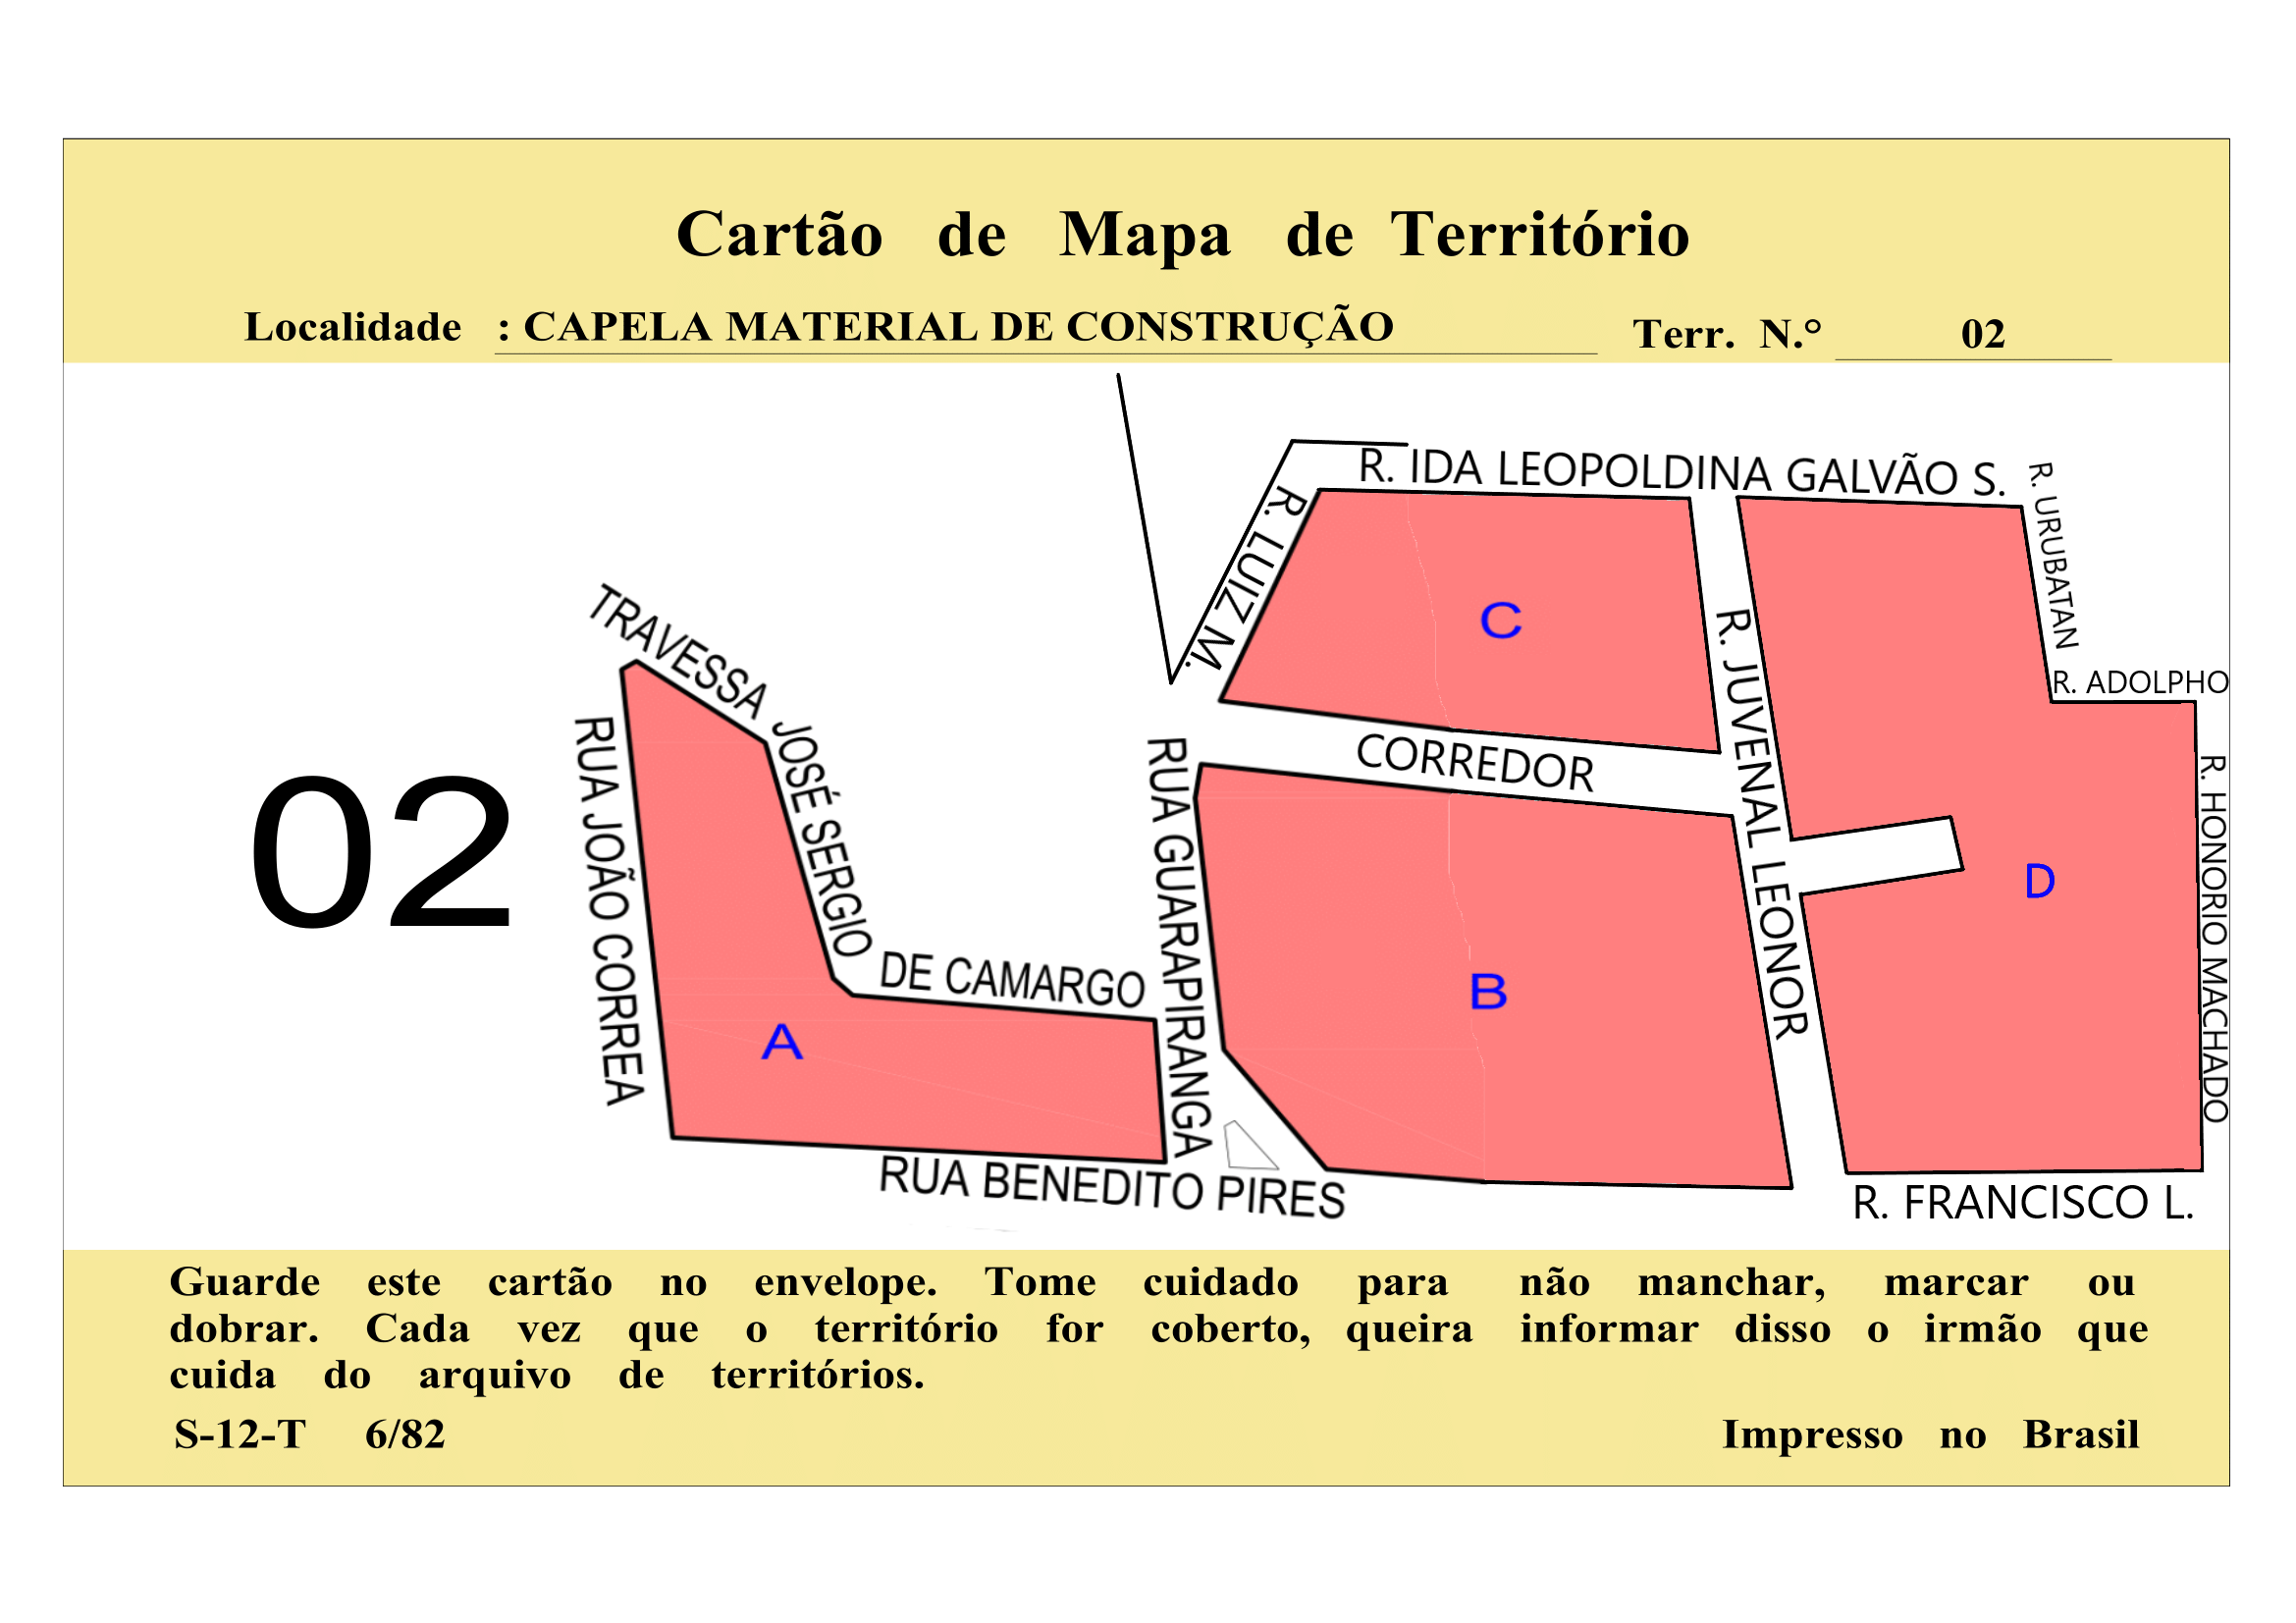 Cartão de Mapa de Território
Localidade : CAPELA MATERIAL DE CONSTRUÇÃO
Terr. N.° 02
R. IDA LEOPOLDINA GALVÃO S.
R. URUBATAN
R. LUIZ M.
C
R. ADOLPHO
TRAVESSA JOSÉ SERGIO DE CAMARGO
R. JUVENAL LEONOR
CORREDOR
02
RUA JOÃO CORREA
RUA GUARAPIRANGA
R. HONORIO MACHADO
D
B
A
RUA BENEDITO PIRES
R. FRANCISCO L.
Guarde este cartão no envelope. Tome cuidado para não manchar, marcar ou
dobrar. Cada vez que o território for coberto, queira informar disso o irmão que
cuida do arquivo de territórios.
S-12-T 6/82
Impresso no Brasil